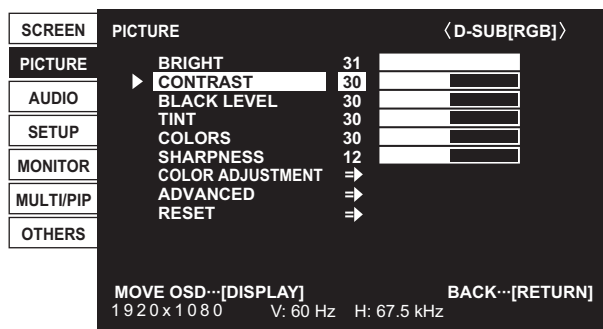 SCREEN
PICTURE
AUDIO
SETUP
MONITOR
MULTI/PIP
OTHERS
PICTURE 〈D-SUB[RGB]〉
BRIGHT 31
CONTRAST 30
BLACK LEVEL 30
TINT 30
COLORS 30
SHARPNESS 12
COLOR ADJUSTMENT
ADVANCED
RESET
MOVE OSD···[DISPLAY] BACK···[RETURN]
1920x1080 V: 60 Hz H: 67.5 kHz